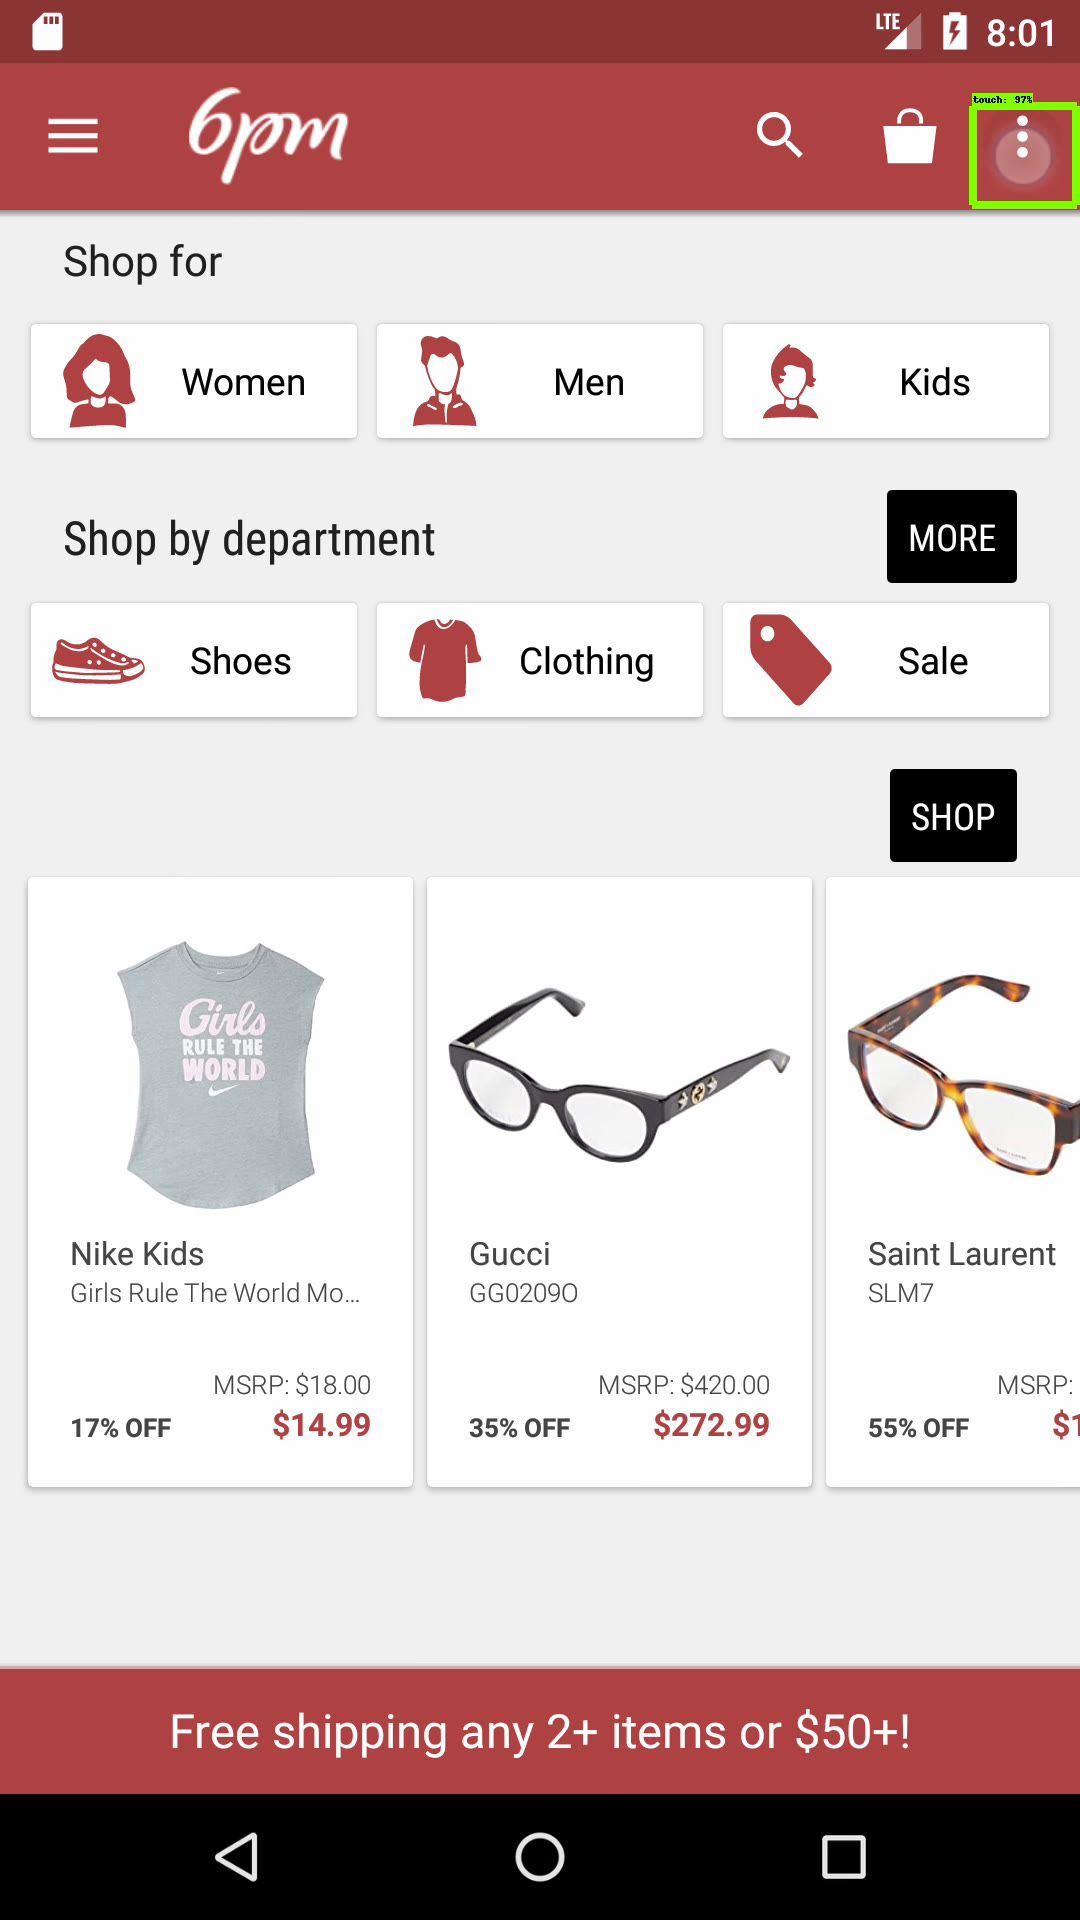 LTE 8:01
touch: 97%
6pm
Shop for
Women Men Kids
Shop by department MORE
Shoes Clothing Sale
SHOP
Girls
RULE THE
WORLD
Nike Kids
Girls Rule The World Mo...
MSRP: $18.00
17% OFF $14.99
Gucci
GG0209O
MSRP: $420.00
35% OFF $272.99
Saint Laurent
SLM7
MSRP:
55% OFF $1
Free shipping any 2+ items or $50+!